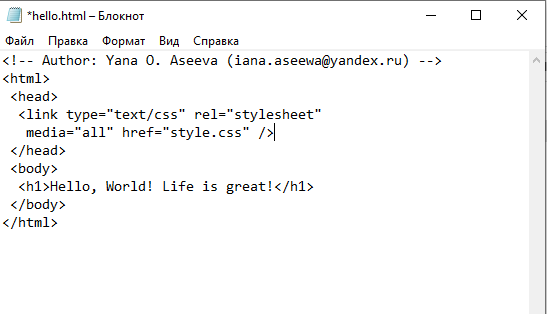 *hello.html – Блокнот
Файл Правка Формат Вид Справка
<!-- Author: Yana O. Aseeva (iana.aseewa@yandex.ru) -->
<html>
 <head>
  <link type="text/css" rel="stylesheet"
   media="all" href="style.css" />
 </head>
 <body>
  <h1>Hello, World! Life is great!</h1>
 </body>
</html>